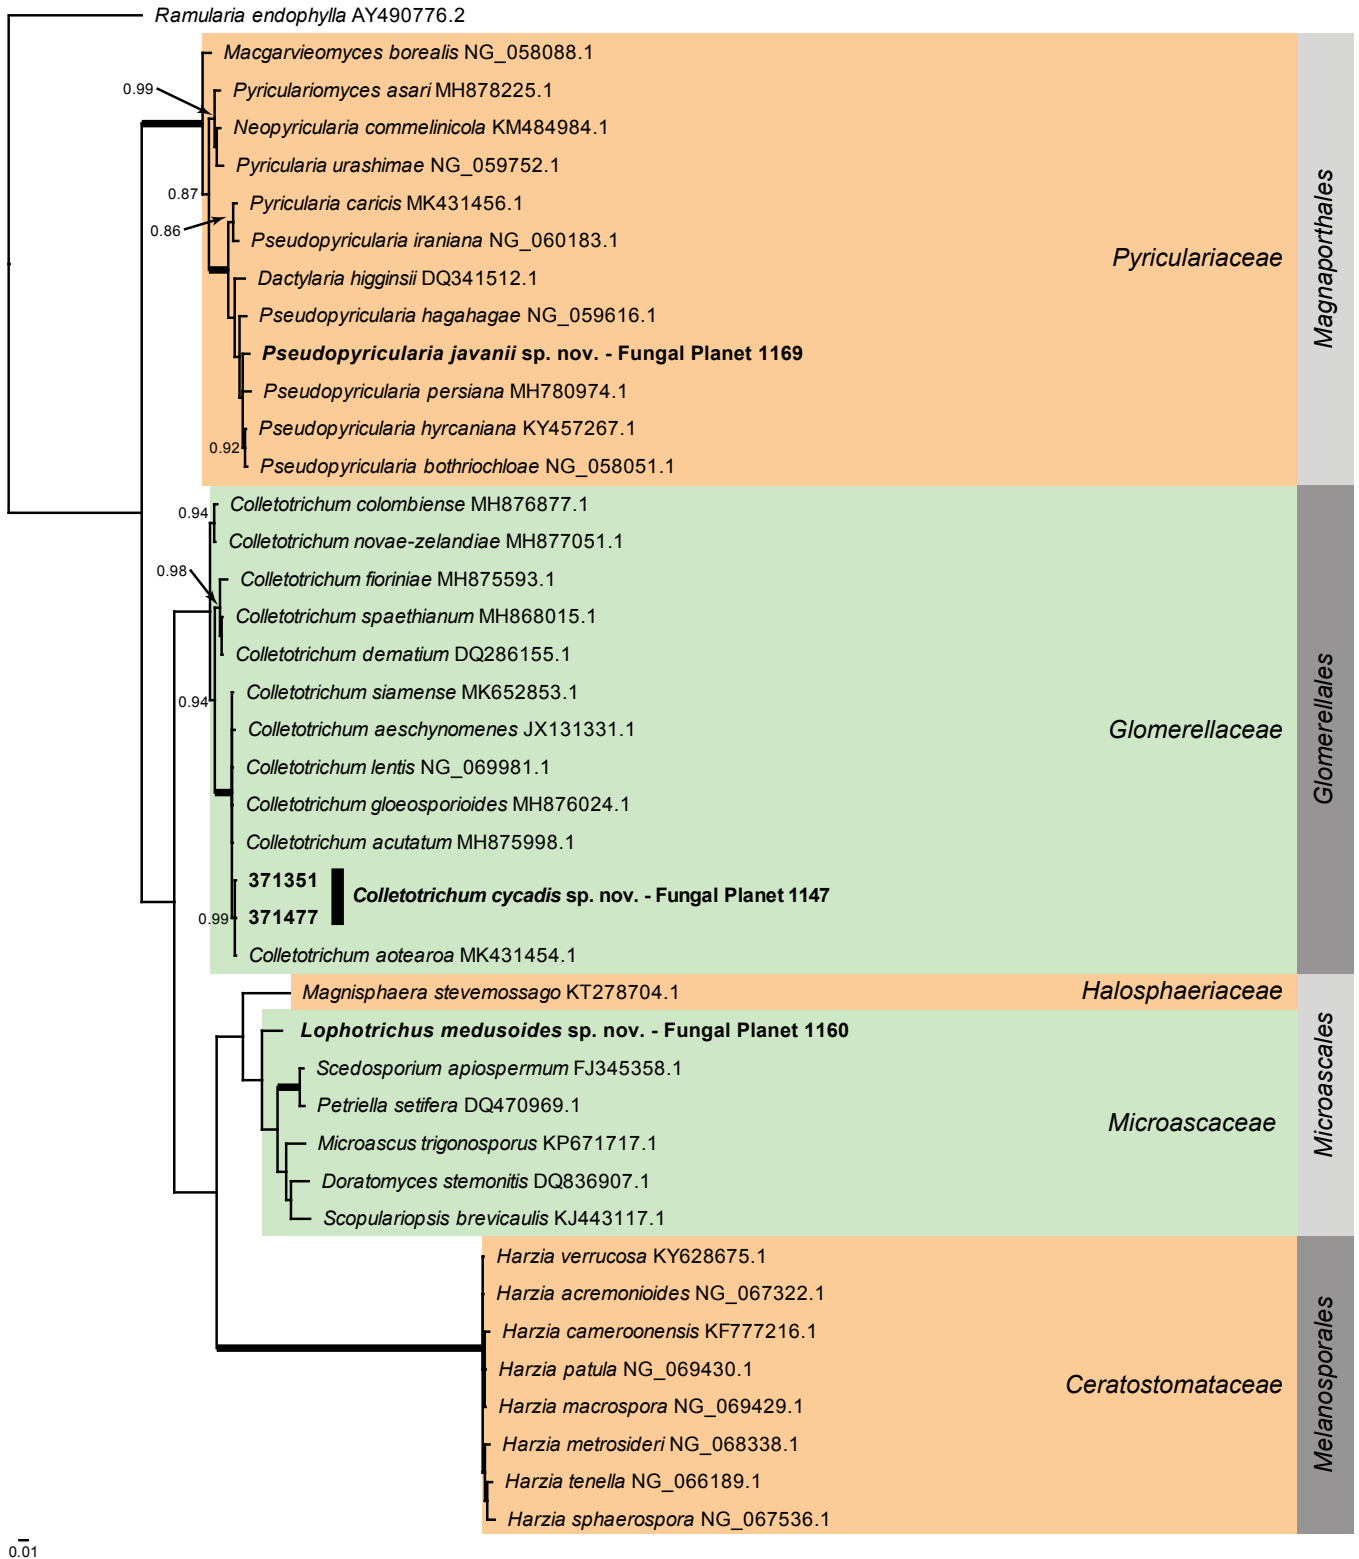 Ramularia endophylla AY490776.2
Macgarvieomyces borealis NG_058088.1
0.99
Pyriculariomyces asari MH878225.1
Neopyricularia commelinicola KM484984.1
Pyricularia urashimae NG_059752.1
0.87
Pyricularia caricis MK431456.1
0.86
Pseudopyricularia iraniana NG_060183.1
Pyriculariaceae
Magnaporthales
Dactylaria higginsii DQ341512.1
Pseudopyricularia hagahagae NG_059616.1
Pseudopyricularia javanii sp. nov. - Fungal Planet 1169
Pseudopyricularia persiana MH780974.1
Pseudopyricularia hyrcaniana KY457267.1
0.92
Pseudopyricularia bothriochloae NG_058051.1
Colletotrichum colombiense MH876877.1
0.94
Colletotrichum novae-zelandiae MH877051.1
0.98
Colletotrichum fioriniae MH875593.1
Colletotrichum spaethianum MH868015.1
Colletotrichum dematium DQ286155.1
Colletotrichum siamense MK652853.1
0.94
Colletotrichum aeschynomenes JX131331.1
Glomerellaceae
Glomerellales
Colletotrichum lentis NG_069981.1
Colletotrichum gloeosporioides MH876024.1
Colletotrichum acutatum MH875998.1
371351
Colletotrichum cycadis sp. nov. - Fungal Planet 1147
0.99
371477
Colletotrichum aotearoa MK431454.1
Magnisphaera stevemossago KT278704.1
Halosphaeriaceae
Lophotrichus medusoides sp. nov. - Fungal Planet 1160
Scedosporium apiospermum FJ345358.1
Microascales
Petriella setifera DQ470969.1
Microascaceae
Microascus trigonosporus KP671717.1
Doratomyces stemonitis DQ836907.1
Scopulariopsis brevicaulis KJ443117.1
Harzia verrucosa KY628675.1
Harzia acremonioides NG_067322.1
Harzia cameroonensis KF777216.1
Harzia patula NG_069430.1
Ceratostomataceae
Melanosporales
Harzia macrospora NG_069429.1
Harzia metrosideri NG_068338.1
Harzia tenella NG_066189.1
Harzia sphaerospora NG_067536.1
0.01